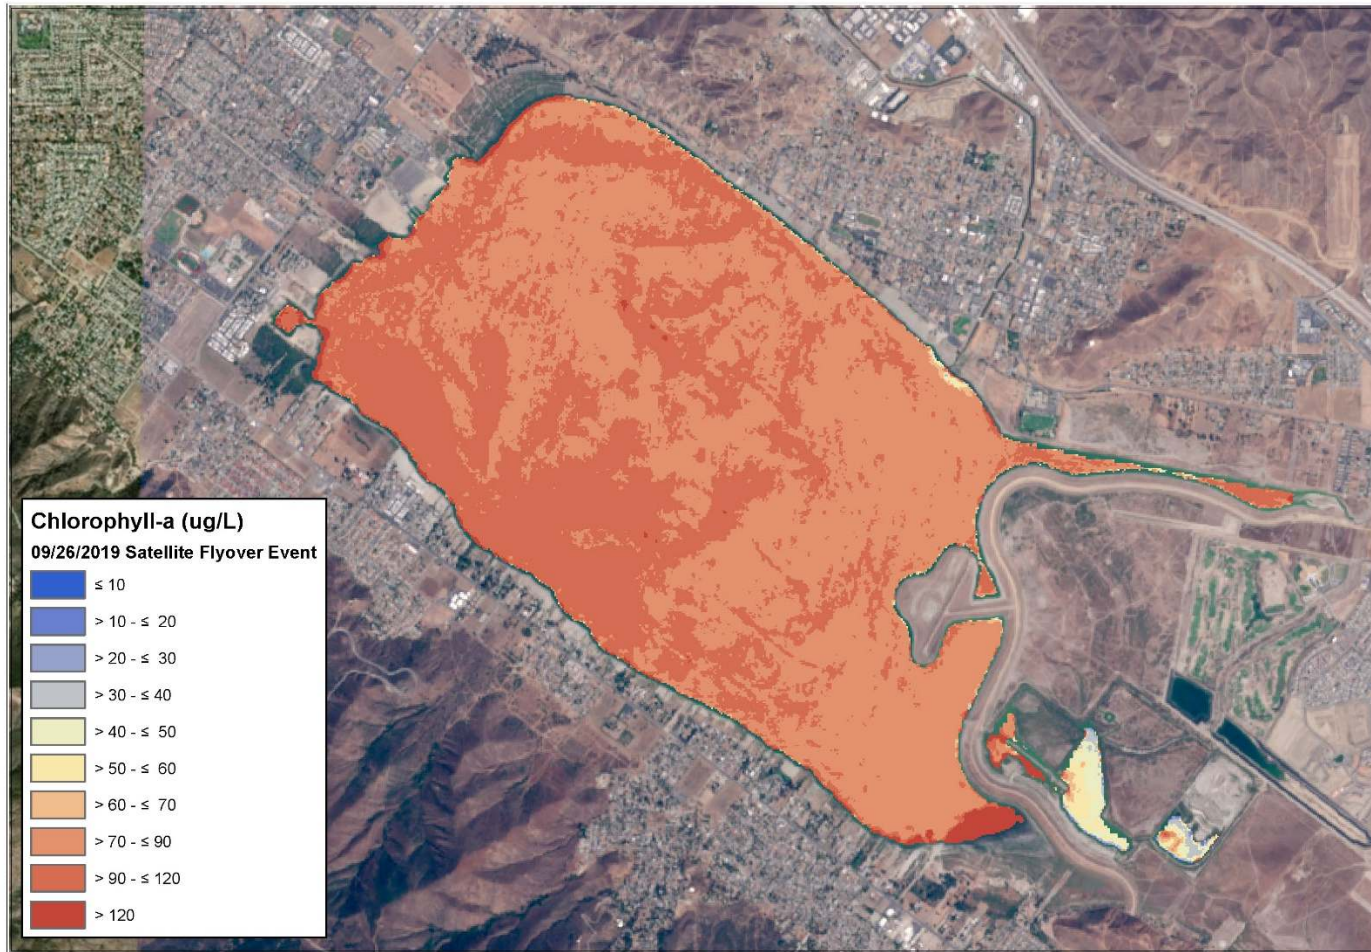 Chlorophyll-a (ug/L)
09/26/2019 Satellite Flyover Event
≤ 10
> 10 - ≤ 20
> 20 - ≤ 30
> 30 - ≤ 40
> 40 - ≤ 50
> 50 - ≤ 60
> 60 - ≤ 70
> 70 - ≤ 90
> 90 - ≤ 120
> 120